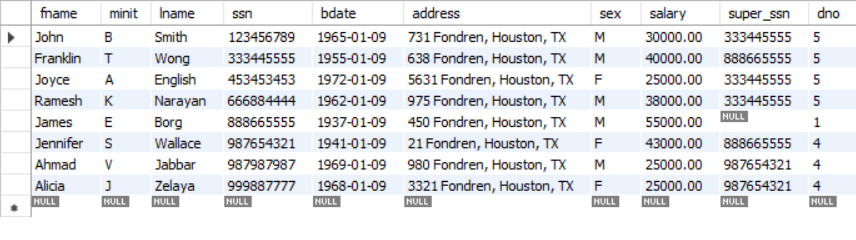 fname minit lname ssn bdate address sex salary super_ssn dno
John B Smith 123456789 1965-01-09 731 Fondren, Houston, TX M 30000.00 333445555 5
Franklin T Wong 333445555 1955-01-09 638 Fondren, Houston, TX M 40000.00 888665555 5
Joyce A English 453453453 1972-01-09 5631 Fondren, Houston, TX F 25000.00 333445555 5
Ramesh K Narayan 666884444 1962-01-09 975 Fondren, Houston, TX M 38000.00 333445555 5
James E Borg 888665555 1937-01-09 450 Fondren, Houston, TX M 55000.00 NULL 1
Jennifer S Wallace 987654321 1941-01-09 21 Fondren, Houston, TX F 43000.00 888665555 4
Ahmad V Jabbar 987987987 1969-01-09 980 Fondren, Houston, TX M 25000.00 987654321 4
Alicia J Zelaya 999887777 1968-01-09 3321 Fondren, Houston, TX F 25000.00 987654321 4
NULL NULL NULL NULL NULL NULL NULL NULL NULL NULL